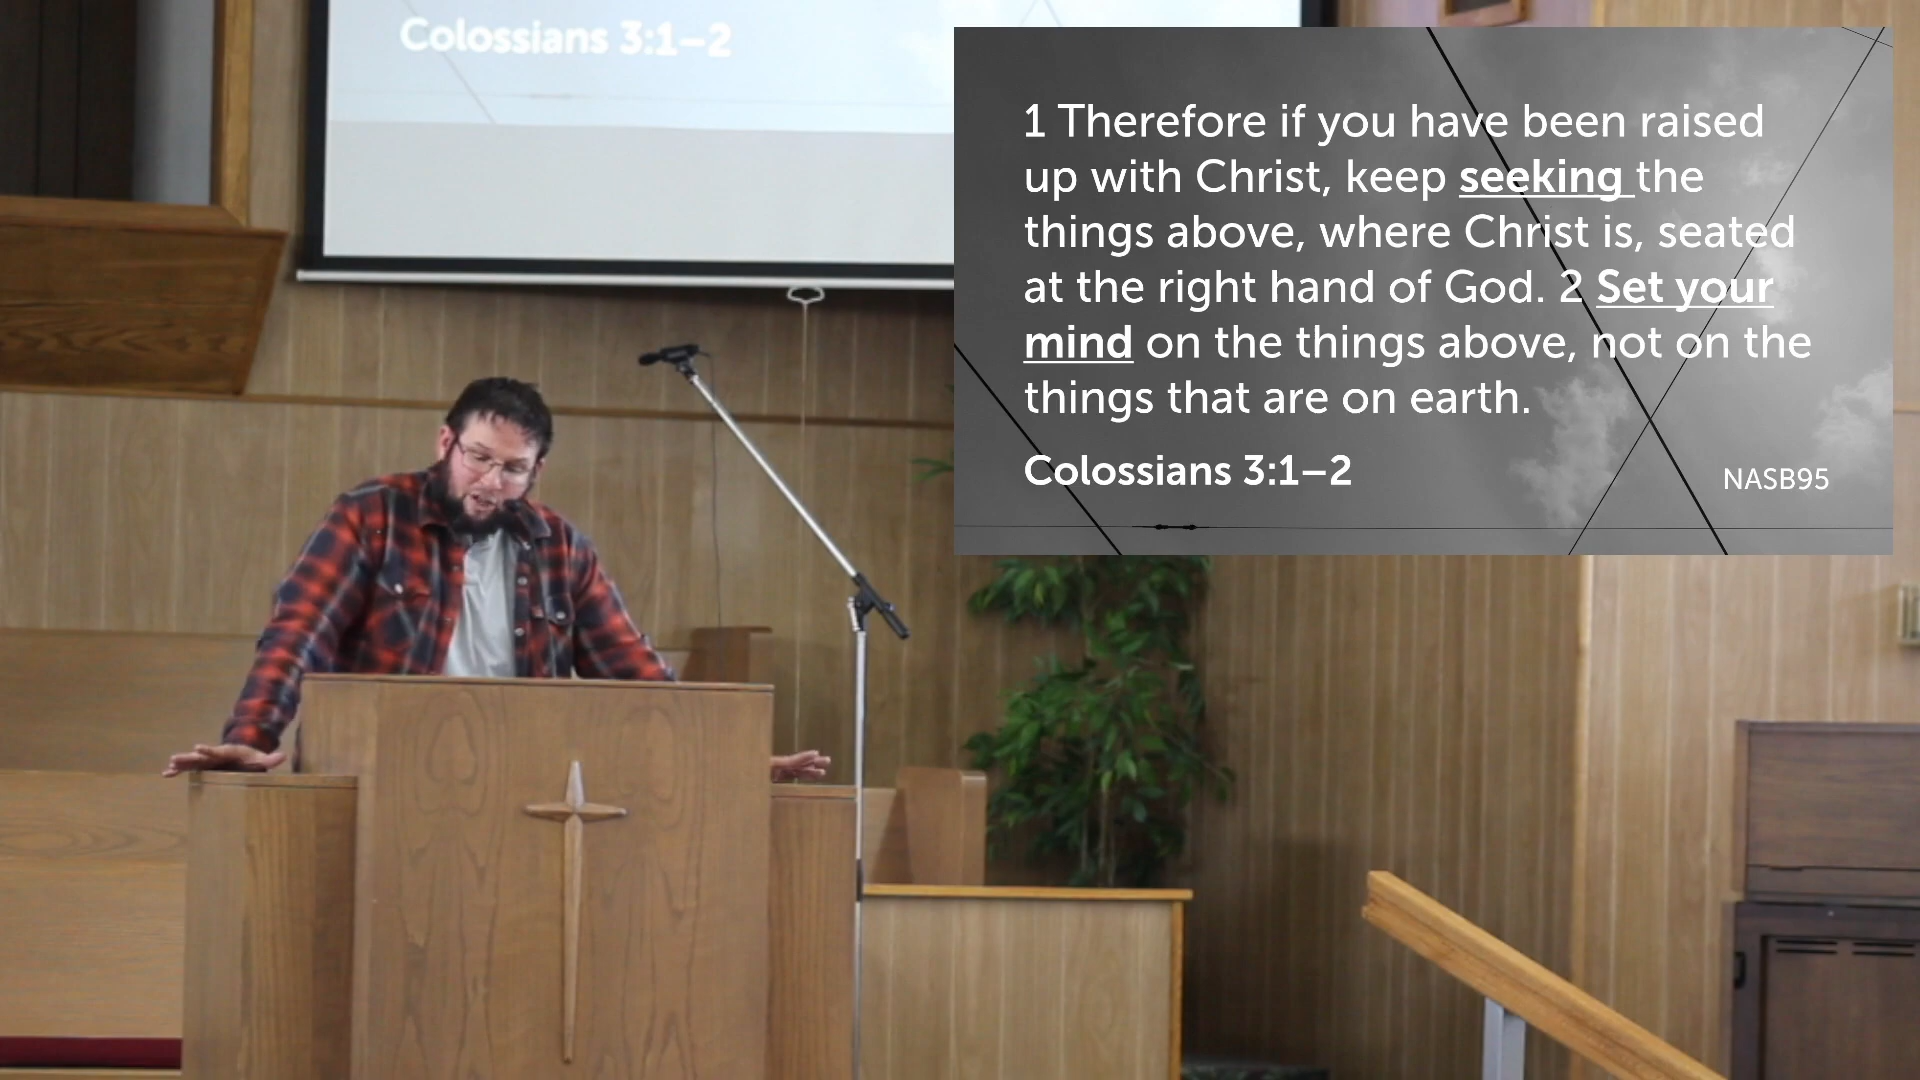 Colossians 3:1–2
1 Therefore if you have been raised
up with Christ, keep seeking the
things above, where Christ is, seated
at the right hand of God. 2 Set your
mind on the things above, not on the
things that are on earth.
Colossians 3:1–2
NASB95